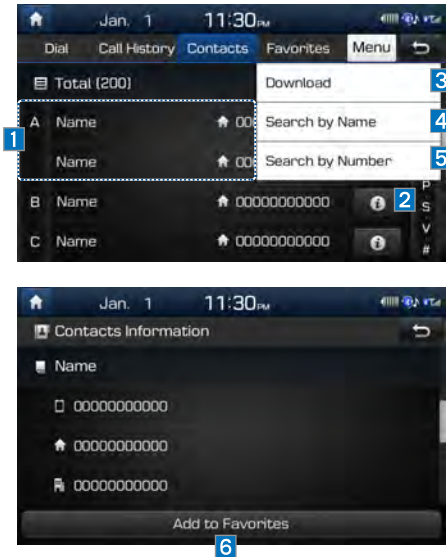 Jan. 1 11:30PM
Dial Call History Contacts Favorites Menu
Total (200) Download 3
1 A Name 00 Search by Name 4
Name 00 Search by Number 5
P
B Name 00000000000 2 S
V
C Name 00000000000 #
Jan. 1 11:30PM
Contacts Information
Name
00000000000
00000000000
00000000000
Add to Favorites
6